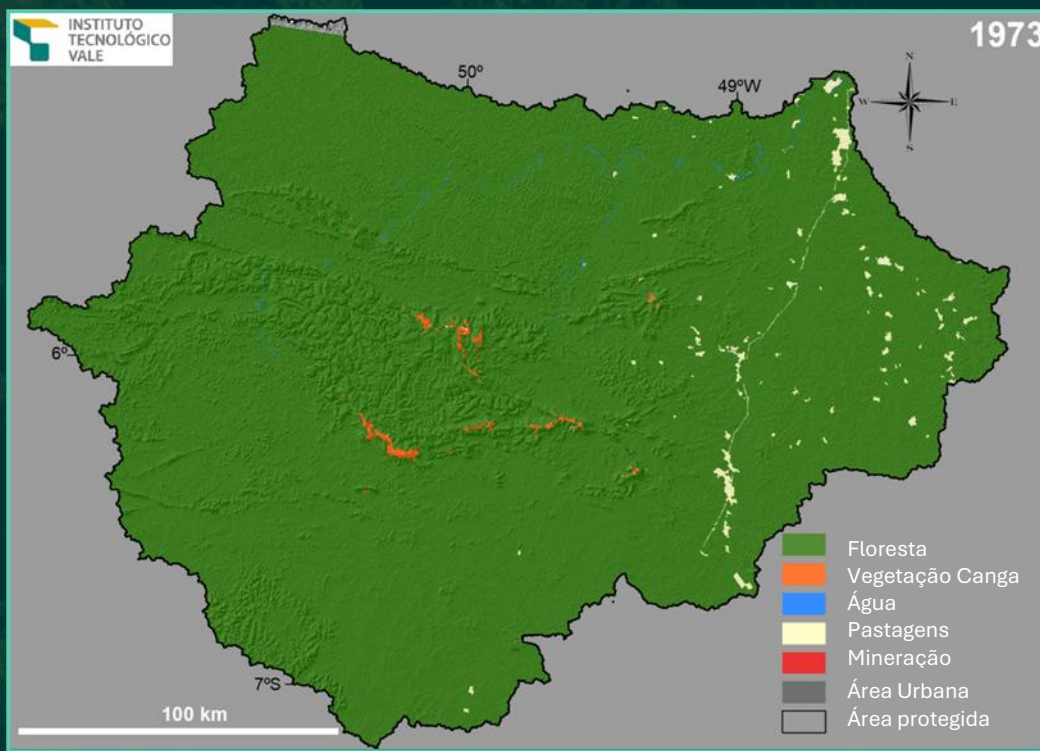 INSTITUTO
TECNOLÓGICO
VALE
1973
N
50º
49ºW
W
E
S
6º
Floresta
Vegetação Canga
Água
Pastagens
Mineração
7ºS
Área Urbana
100 km
Área protegida